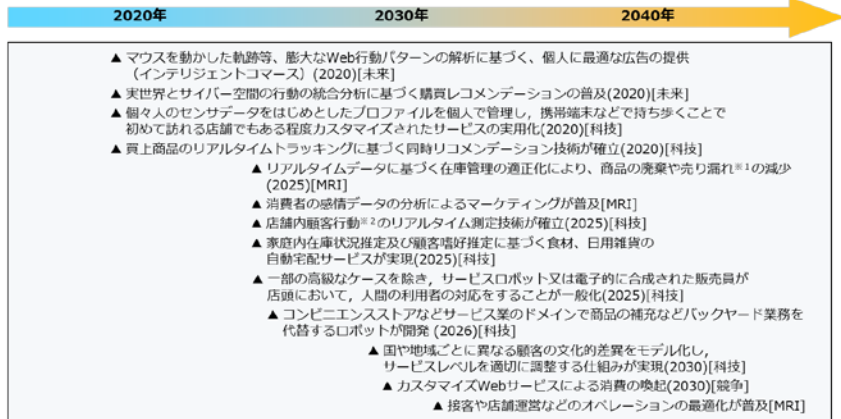 2020年 2030年 2040年
▲ マウスを動かした軌跡等、膨大なWeb行動パターンの解析に基づく、個人に最適な広告の提供
（インテリジェントコマース）(2020)[未来]
▲ 実世界とサイバー空間の行動の統合分析に基づく購買レコメンデーションの普及(2020)[未来]
▲ 個々人のセンサデータをはじめとしたプロファイルを個人で管理し，携帯端末などで持ち歩くことで
初めて訪れる店舗でもある程度カスタマイズされたサービスの実用化(2020)[科技]
▲ 買上商品のリアルタイムトラッキングに基づく同時リコメンデーション技術が確立(2020)[科技]
▲ リアルタイムデータに基づく在庫管理の適正化により、商品の廃棄や売り漏れ※1の減少
(2025)[MRI]
▲ 消費者の感情データの分析によるマーケティングが普及[MRI]
▲ 店舗内顧客行動※2のリアルタイム測定技術が確立(2025)[科技]
▲ 家庭内在庫状況推定及び顧客嗜好推定に基づく食材、日用雑貨の
自動宅配サービスが実現(2025)[科技]
▲ 一部の高級なケースを除き，サービスロボット又は電子的に合成された販売員が
店頭において，人間の利用者の対応をすることが一般化(2025)[科技]
▲ コンビニエンスストアなどサービス業のドメインで商品の補充などバックヤード業務を
代替するロボットが開発 (2026)[科技]
▲ 国や地域ごとに異なる顧客の文化的差異をモデル化し，
サービスレベルを適切に調整する仕組みが実現(2030)[科技]
▲ カスタマイズWebサービスによる消費の喚起(2030)[競争]
▲ 接客や店舗運営などのオペレーションの最適化が普及[MRI]